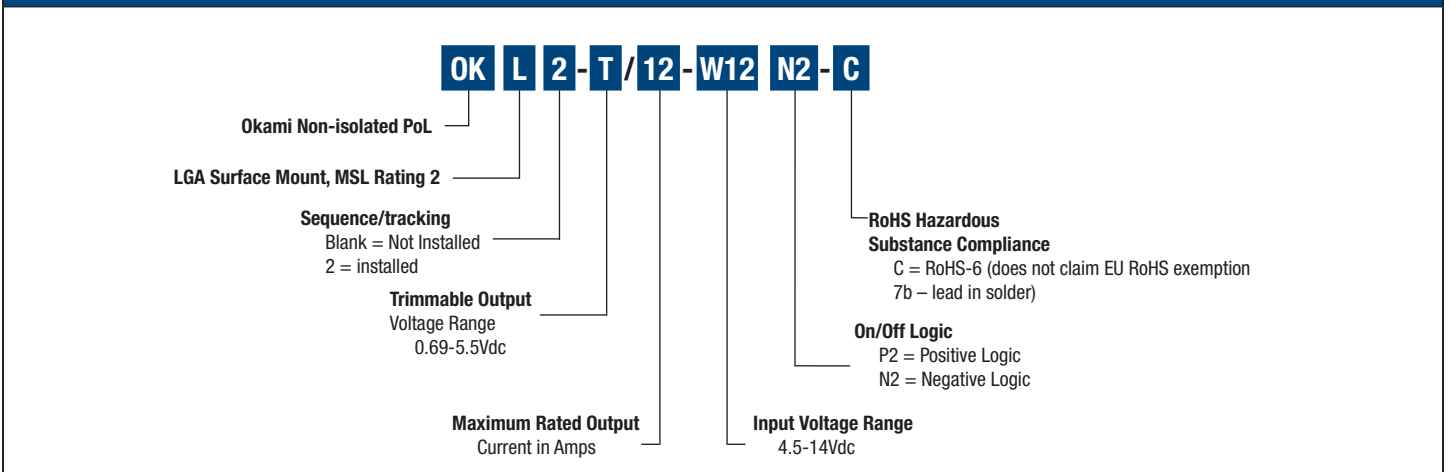 OK L 2 - T / 12 - W12 N2 - C
Okami Non-isolated PoL
LGA Surface Mount, MSL Rating 2
Sequence/tracking
Blank = Not Installed
2 = installed
Trimmable Output
Voltage Range
0.69-5.5Vdc
Maximum Rated Output
Current in Amps
Input Voltage Range
4.5-14Vdc
On/Off Logic
P2 = Positive Logic
N2 = Negative Logic
RoHS Hazardous
Substance Compliance
C = RoHS-6 (does not claim EU RoHS exemption
7b – lead in solder)